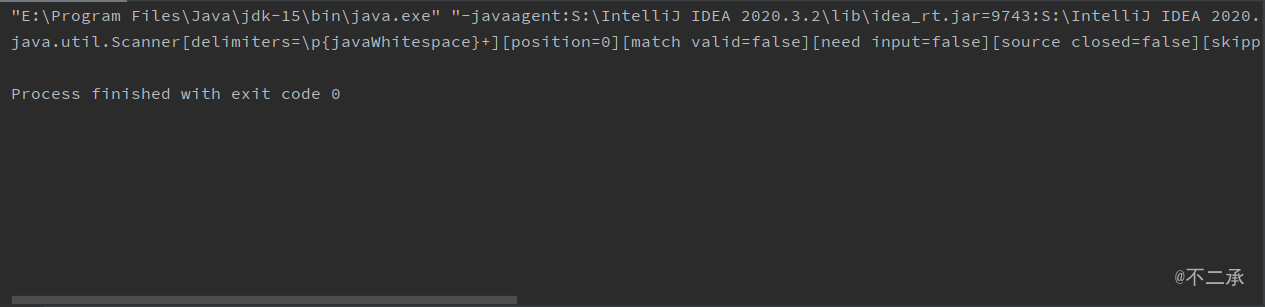 "E:\Program Files\Java\jdk-15\bin\java.exe" "-javaagent:S:\IntelliJ IDEA 2020.3.2\lib\idea_rt.jar=9743:S:\IntelliJ IDEA 2020.
java.util.Scanner[delimiters=\p{javaWhitespace}+][position=0][match valid=false][need input=false][source closed=false][skipp
Process finished with exit code 0
@不二承